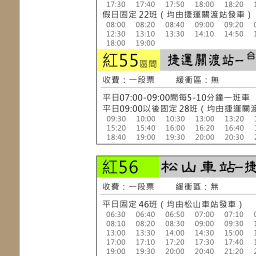 17:30 17:40 17:50 18:00 18:20
假日固定22班（均由捷運關渡站發車）
08:00 08:20 08:40 09:00 09:20
12:30 13:10 13:30 14:10 14:50
18:00 19:00
紅55區間 捷運關渡站-台
收費：一段票 緩衝區：無
平日07:00-09:00間每5-10分鐘一班車
平日09:00以後固定28班（均由捷運關渡
09:30 10:00 10:30 13:00 13:20
15:20 15:40 16:00 16:20 16:40
18:40 19:00 19:30 20:00 20:30
紅56 松山車站-捷
收費：一段票 緩衝區：無
平日固定46班（均由松山車站發車）
06:30 06:40 06:50 07:00 07:10
08:10 08:20 08:30 09:00 09:30
13:00 13:30 14:00 14:30 15:00
17:00 17:10 17:20 17:30 17:40
19:00 19:30 20:00 20:40 21:20